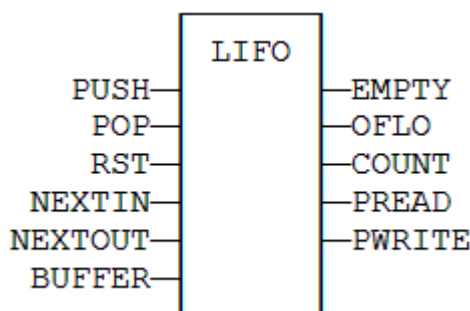 LIFO
PUSH EMPTY
POP OFLO
RST COUNT
NEXTIN PREAD
NEXTOUT PWRITE
BUFFER